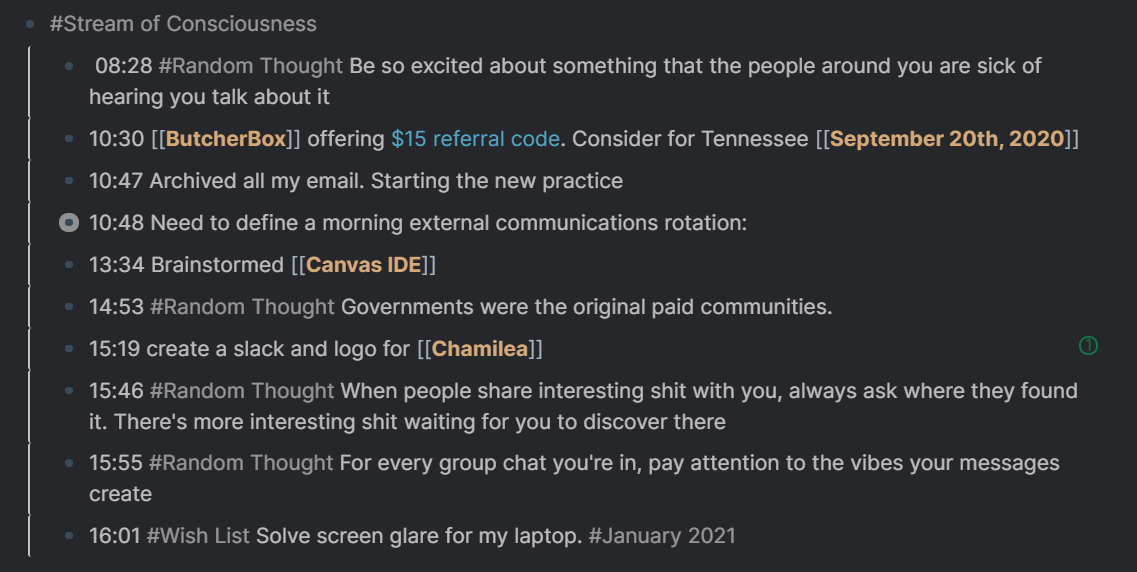 #Stream of Consciousness
08:28 #Random Thought Be so excited about something that the people around you are sick of
hearing you talk about it
10:30 [[ButcherBox]] offering $15 referral code. Consider for Tennessee [[September 20th, 2020]]
10:47 Archived all my email. Starting the new practice
10:48 Need to define a morning external communications rotation:
13:34 Brainstormed [[Canvas IDE]]
14:53 #Random Thought Governments were the original paid communities.
15:19 create a slack and logo for [[Chamilea]]
1
15:46 #Random Thought When people share interesting shit with you, always ask where they found
it. There's more interesting shit waiting for you to discover there
15:55 #Random Thought For every group chat you're in, pay attention to the vibes your messages
create
16:01 #Wish List Solve screen glare for my laptop. #January 2021